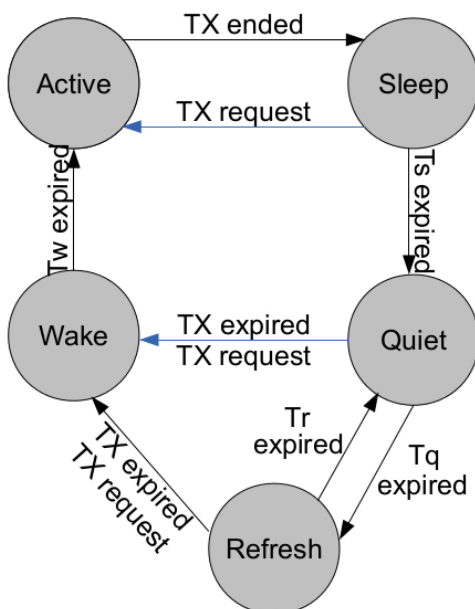 TX ended
Active
Sleep
TX request
Tw expired
Ts expired
Wake
TX expired
TX request
Quiet
Tr
expired
Tq
expired
TX expired
TX request
Refresh